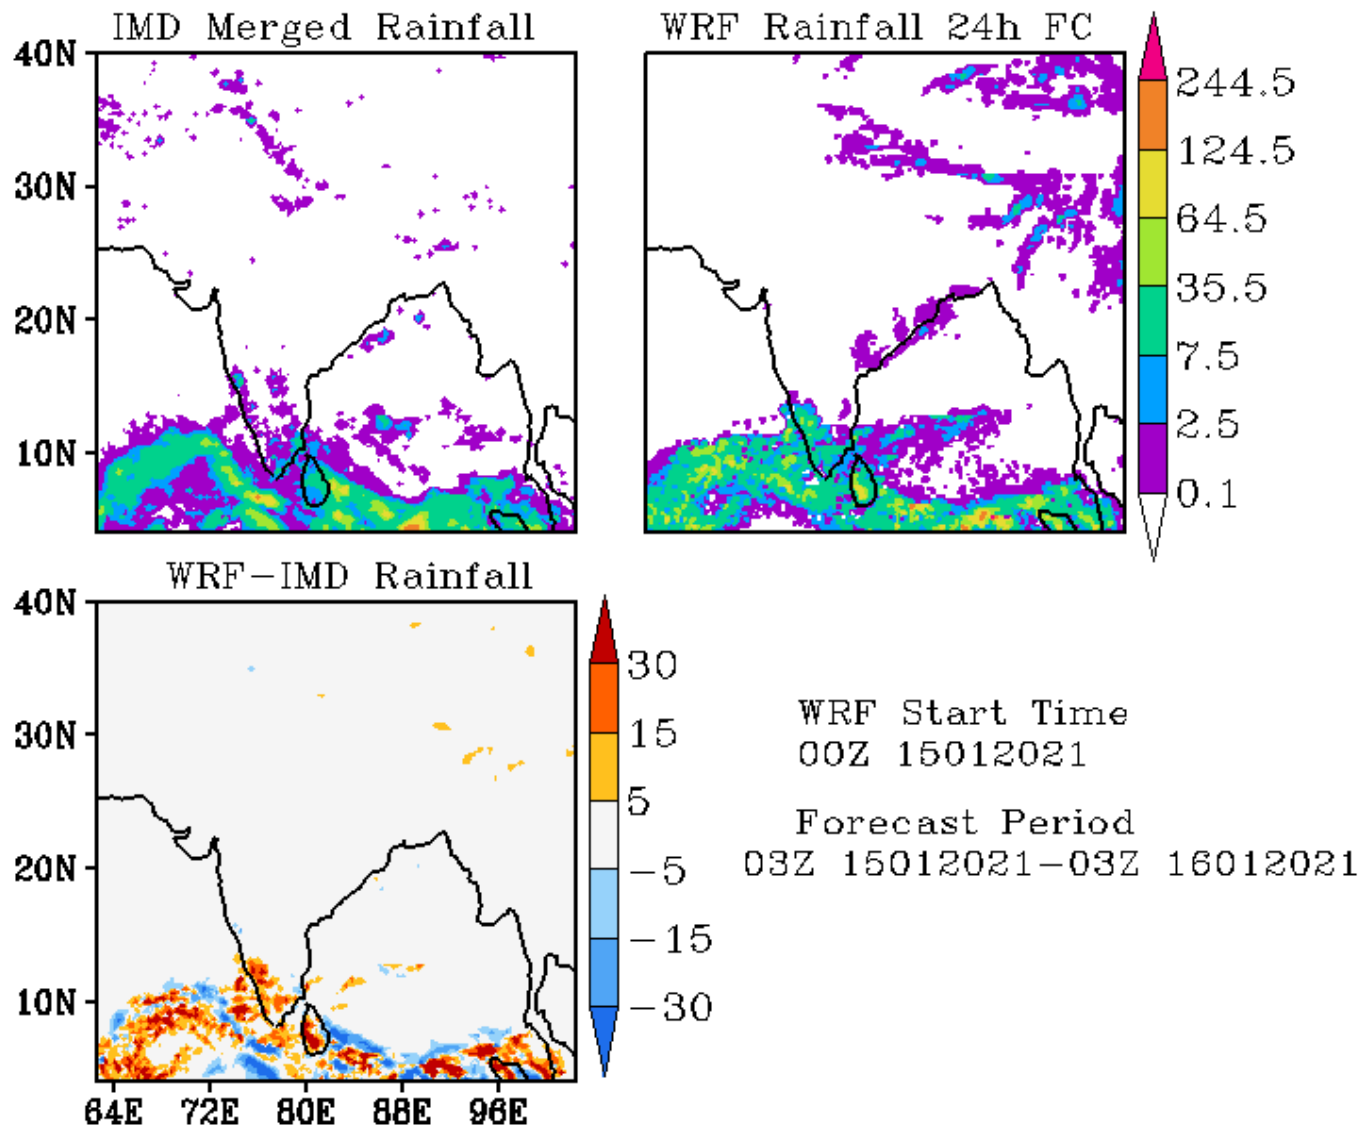 IMD Merged Rainfall
WRF Rainfall 24h FC
40N
30N
20N
10N
244.5
124.5
64.5
35.5
7.5
2.5
0.1
WRF-IMD Rainfall
40N
30N
20N
10N
64E 72E 80E 88E 96E
30
15
5
-5
-15
-30
WRF Start Time
00Z 15012021
Forecast Period
03Z 15012021-03Z 16012021